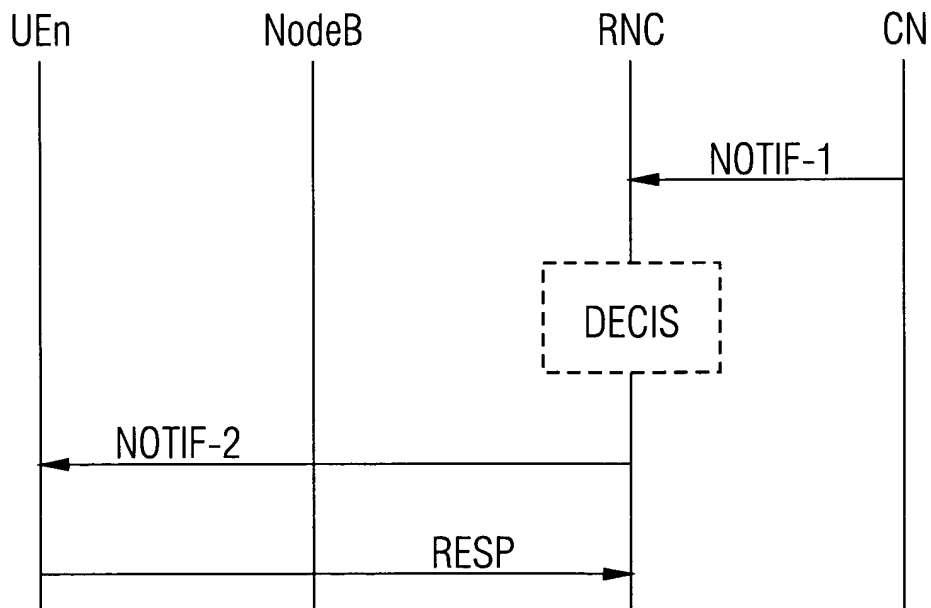 UEn NodeB RNC CN
NOTIF-1
DECIS
NOTIF-2
RESP